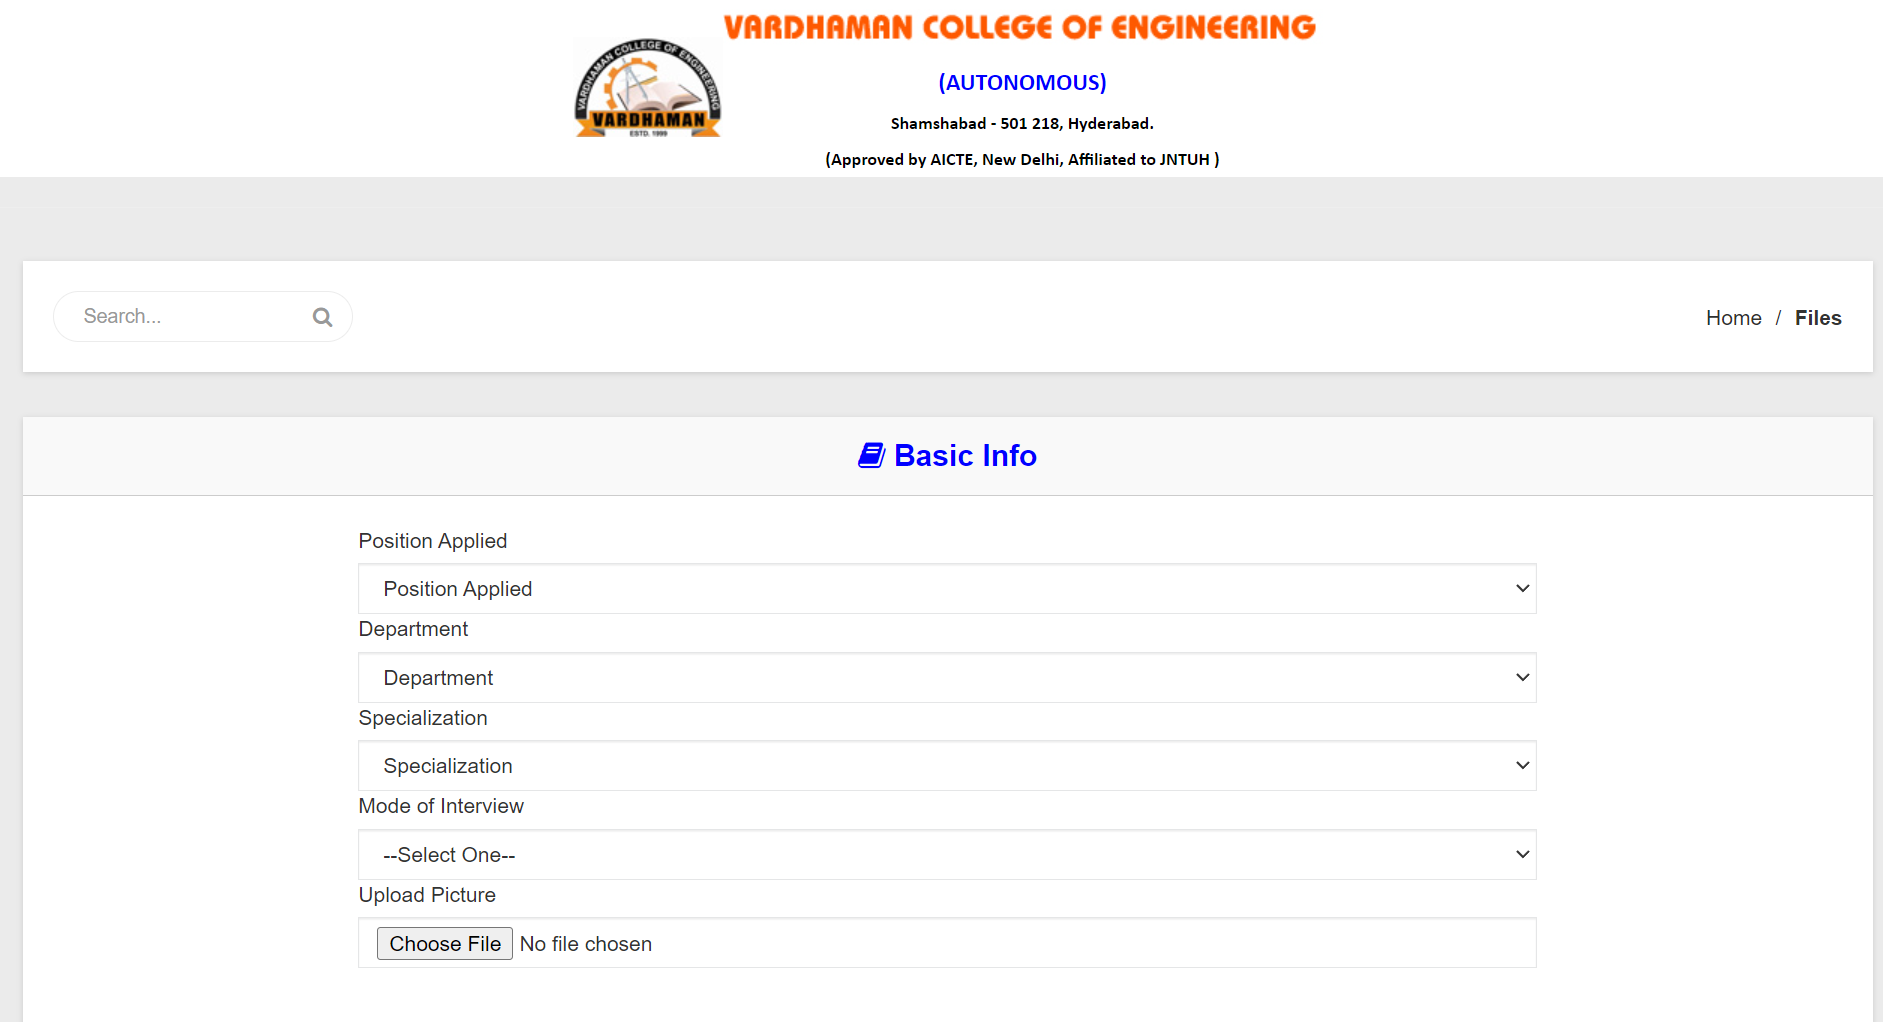 VARDHAMAN COLLEGE OF ENGINEERING
VARDHAMAN COLLEGE OF ENGINEERING
VARDHAMAN
ESTD. 1999
(AUTONOMOUS)
Shamshabad - 501 218, Hyderabad.
(Approved by AICTE, New Delhi, Affiliated to JNTUH )
Search...
Home / Files
Basic Info
Position Applied
Position Applied
Department
Department
Specialization
Specialization
Mode of Interview
--Select One--
Upload Picture
Choose File No file chosen